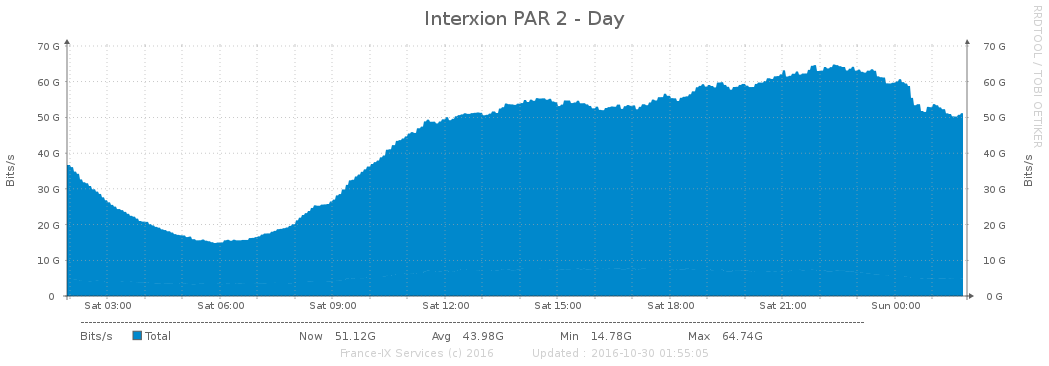 Interxion PAR 2 - Day
RRDTOOL / TOBI OETIKER
Bits/s
70 G
60 G
50 G
40 G
30 G
20 G
10 G
0
70 G
60 G
50 G
40 G
30 G
20 G
10 G
0 G
Bits/s
Sat 03:00 Sat 06:00 Sat 09:00 Sat 12:00 Sat 15:00 Sat 18:00 Sat 21:00 Sun 00:00
Bits/s Total Now 51.12G Avg 43.98G Min 14.78G Max 64.74G
France-IX Services (c) 2016 Updated : 2016-10-30 01:55:05